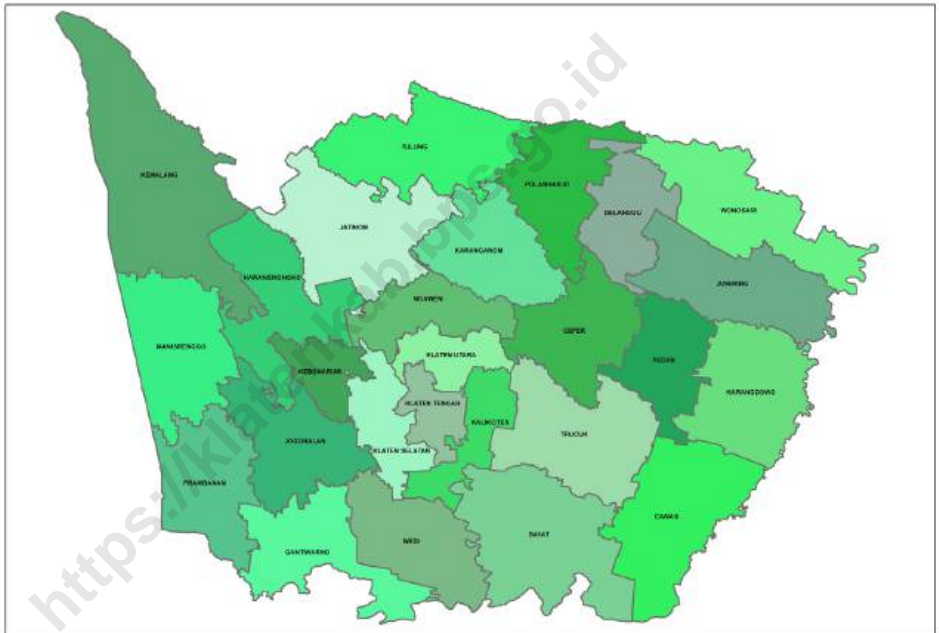 https://klatenkab.bps.go.id
TULUNG
KEMALANG
POLANHARJO
DELANGGU
WONOSARI
JATINOM
KARANGANOM
KARANGNONGKO
JUWIRING
NGAWEN
CEPER
PEDAN
MANISRENGGO
KLATEN UTARA
KEBONARUM
KARANGDOWO
KLATEN TENGAH
KALIKOTES
TRUCUK
JOGONALAN
KLATEN SELATAN
PRAMBANAN
CAWAS
BAYAT
WEDI
GANTIWARNO